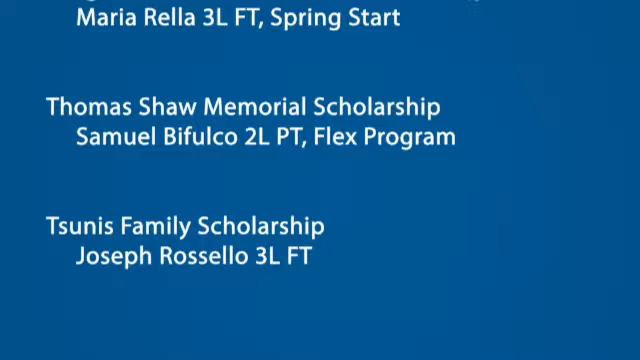 Maria Rella 3L FT, Spring Start
Thomas Shaw Memorial Scholarship
Samuel Bifulco 2L PT, Flex Program
Tsunis Family Scholarship
Joseph Rossello 3L FT